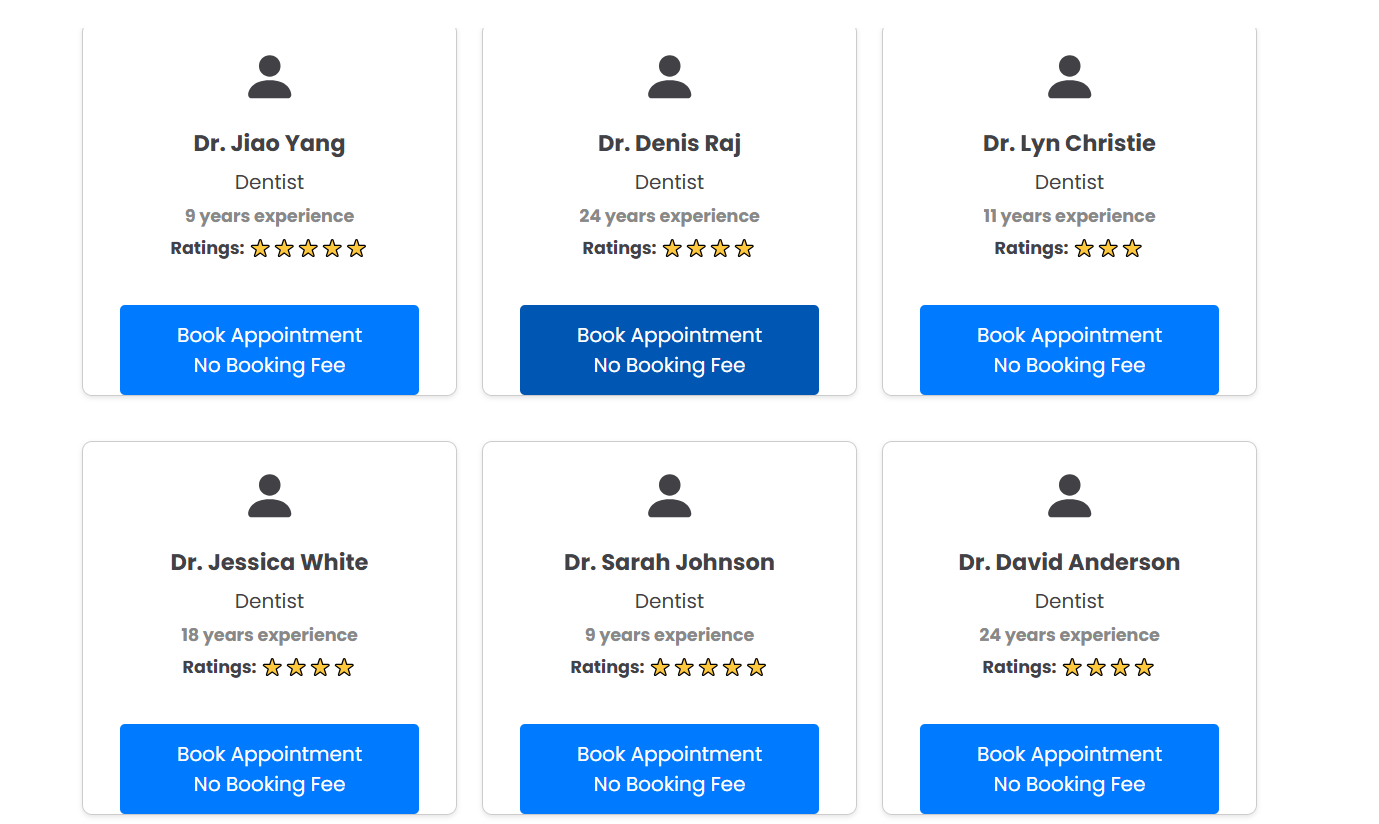 Dr. Jiao Yang
Dentist
9 years experience
Ratings: ⭐⭐⭐⭐⭐
Book Appointment
No Booking Fee
Dr. Denis Raj
Dentist
24 years experience
Ratings: ⭐⭐⭐⭐
Book Appointment
No Booking Fee
Dr. Lyn Christie
Dentist
11 years experience
Ratings: ⭐⭐⭐
Book Appointment
No Booking Fee
Dr. Jessica White
Dentist
18 years experience
Ratings: ⭐⭐⭐⭐
Book Appointment
No Booking Fee
Dr. Sarah Johnson
Dentist
9 years experience
Ratings: ⭐⭐⭐⭐⭐
Book Appointment
No Booking Fee
Dr. David Anderson
Dentist
24 years experience
Ratings: ⭐⭐⭐⭐
Book Appointment
No Booking Fee